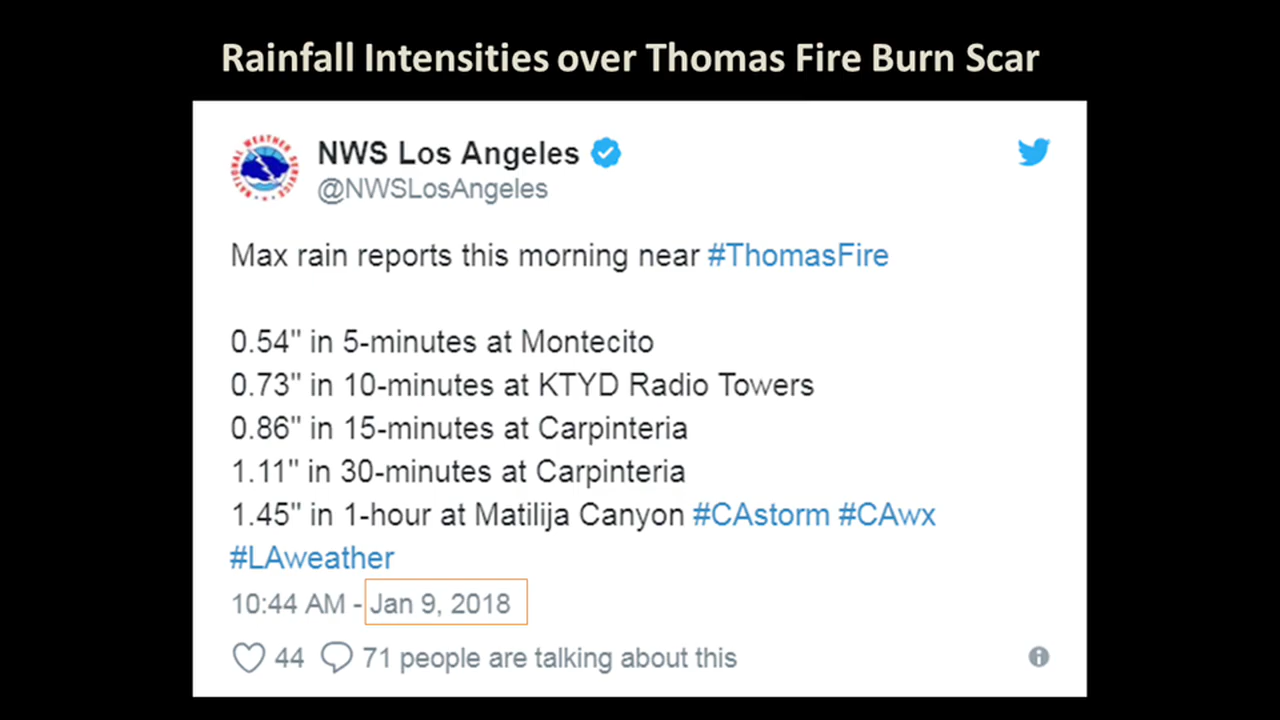 Rainfall Intensities over Thomas Fire Burn Scar
NATIONAL WEATHER SERVICE
NWS Los Angeles
@NWSLosAngeles
Max rain reports this morning near #ThomasFire
0.54" in 5-minutes at Montecito
0.73" in 10-minutes at KTYD Radio Towers
0.86" in 15-minutes at Carpinteria
1.11" in 30-minutes at Carpinteria
1.45" in 1-hour at Matilija Canyon #CAstorm #CAwx
#LAweather
10:44 AM - Jan 9, 2018
44 71 people are talking about this